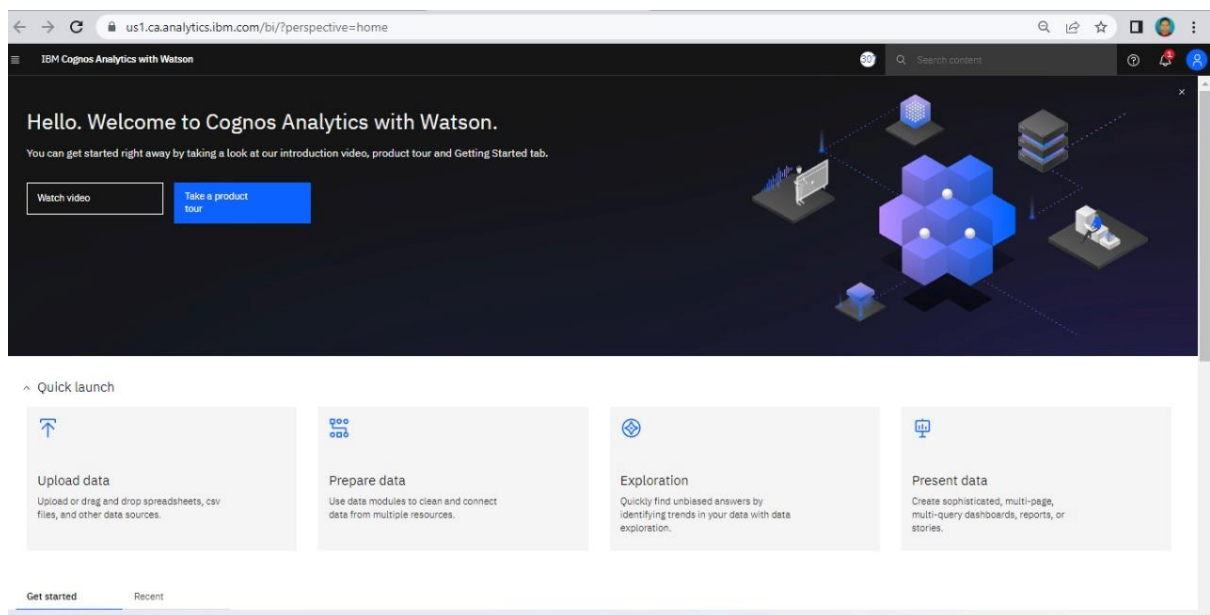 us1.ca.analytics.ibm.com/bi/?perspective=home
IBM Cognos Analytics with Watson
30
Search content
1
Hello. Welcome to Cognos Analytics with Watson.
You can get started right away by taking a look at our introduction video, product tour and Getting Started tab.
Watch video
Take a product
tour
Quick launch
Upload data
Upload or drag and drop spreadsheets, csv
files, and other data sources.
Prepare data
Use data modules to clean and connect
data from multiple resources.
Exploration
Quickly find unbiased answers by
identifying trends in your data with data
exploration.
Present data
Create sophisticated, multi-page,
multi-query dashboards, reports, or
stories.
Get started
Recent